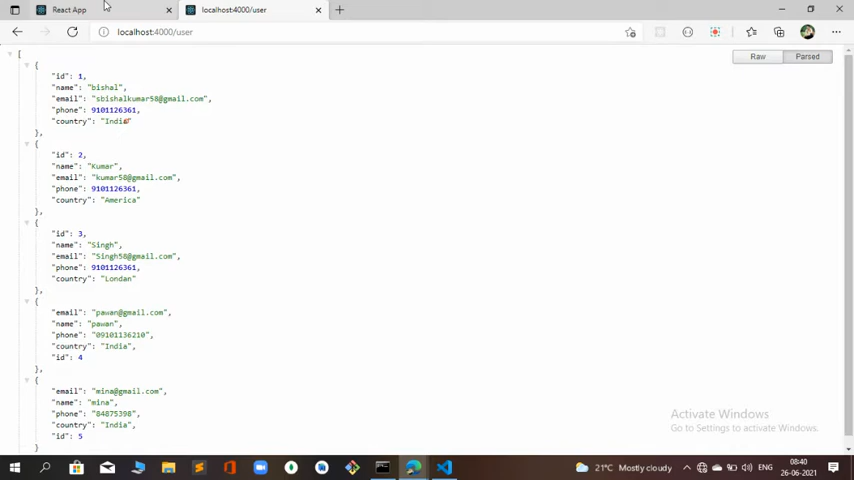 React App
localhost:4000/user
localhost:4000/user
Raw
Parsed
[
{
"id": 1,
"name": "bishal",
"email": "sbishalkumar58@gmail.com",
"phone": 9101126361,
"country": "India"
},
{
"id": 2,
"name": "Kumar",
"email": "kumar58@gmail.com",
"phone": 9101126361,
"country": "America"
},
{
"id": 3,
"name": "Singh",
"email": "Singh58@gmail.com",
"phone": 9101126361,
"country": "Londan"
},
{
"email": "pawan@gmail.com",
"name": "pawan",
"phone": "09101136210",
"country": "India",
"id": 4
},
{
"email": "mina@gmail.com",
"name": "mina",
"phone": "84875398",
"country": "India",
"id": 5
}
Activate Windows
Go to Settings to activate Windows.
21°C Mostly cloudy
ENG
08:40
26-06-2021